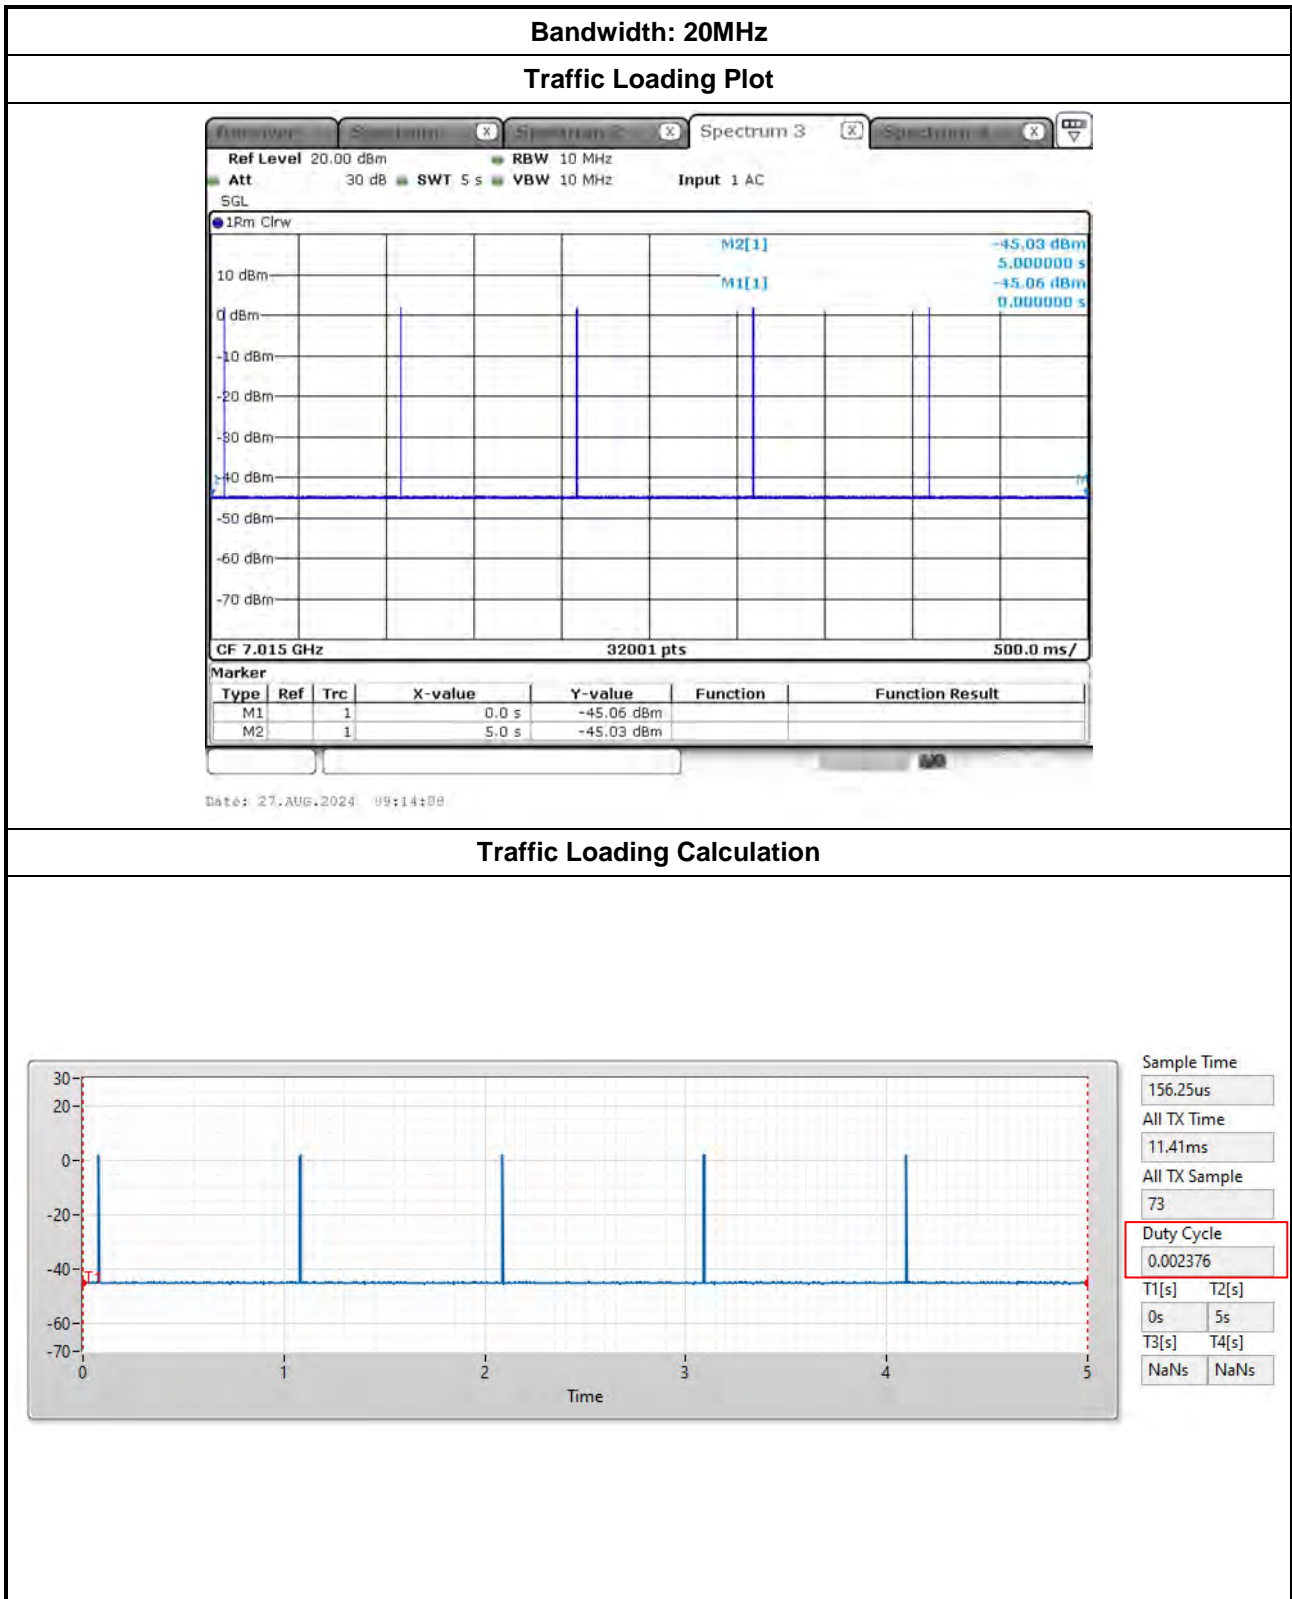 Bandwidth: 20MHz
Traffic Loading Plot
Spectrum 3
Ref Level 20.00 dBm RBW 10 MHz
Att 30 dB SWT 5 s VBW 10 MHz Input 1 AC
SGL
1Rm Clrw
M2[1] -45.03 dBm
5.000000 s
10 dBm
M1[1] -45.06 dBm
0.000000 s
0 dBm
-10 dBm
-20 dBm
-30 dBm
-40 dBm
-50 dBm
-60 dBm
-70 dBm
CF 7.015 GHz 32001 pts 500.0 ms/
Marker
Type Ref Trc X-value Y-value Function Function Result
M1 1 0.0 s -45.06 dBm
M2 1 5.0 s -45.03 dBm
Date: 27.AUG.2024 09:14:08
Traffic Loading Calculation
30
20
0
-20
-40
-60
-70
T1
0 1 2 3 4 5
Time
Sample Time
156.25us
All TX Time
11.41ms
All TX Sample
73
Duty Cycle
0.002376
T1[s] T2[s]
0s 5s
T3[s] T4[s]
NaNs NaNs